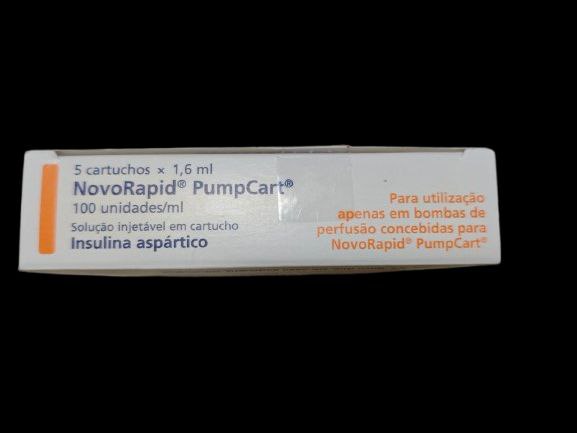 5 cartuchos × 1,6 ml
NovoRapid® PumpCart®
100 unidades/ml
Solução injetável em cartucho
Insulina aspártico
Para utilização
apenas em bombas de
perfusão concebidas para
NovoRapid® PumpCart®